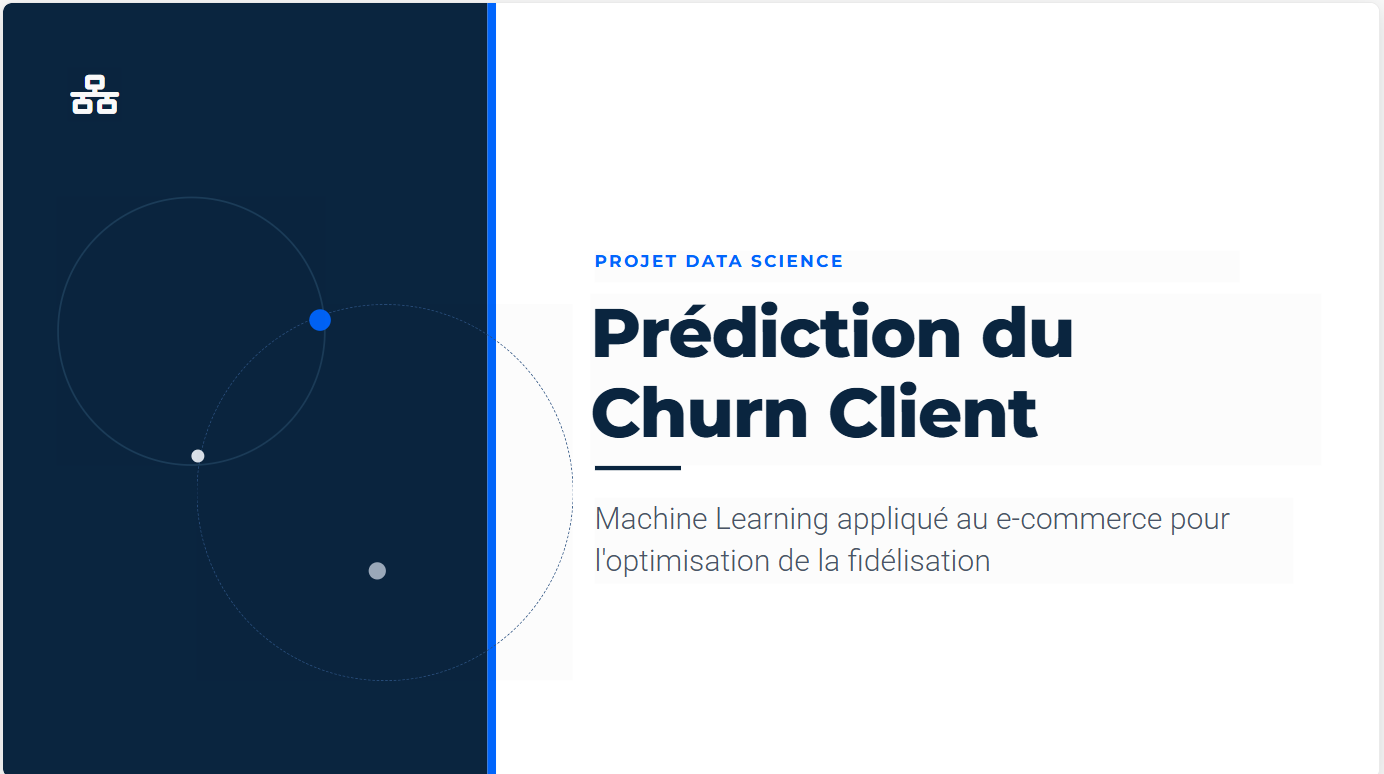 PROJET DATA SCIENCE
Prédiction du
Churn Client
Machine Learning appliqué au e-commerce pour
l'optimisation de la fidélisation